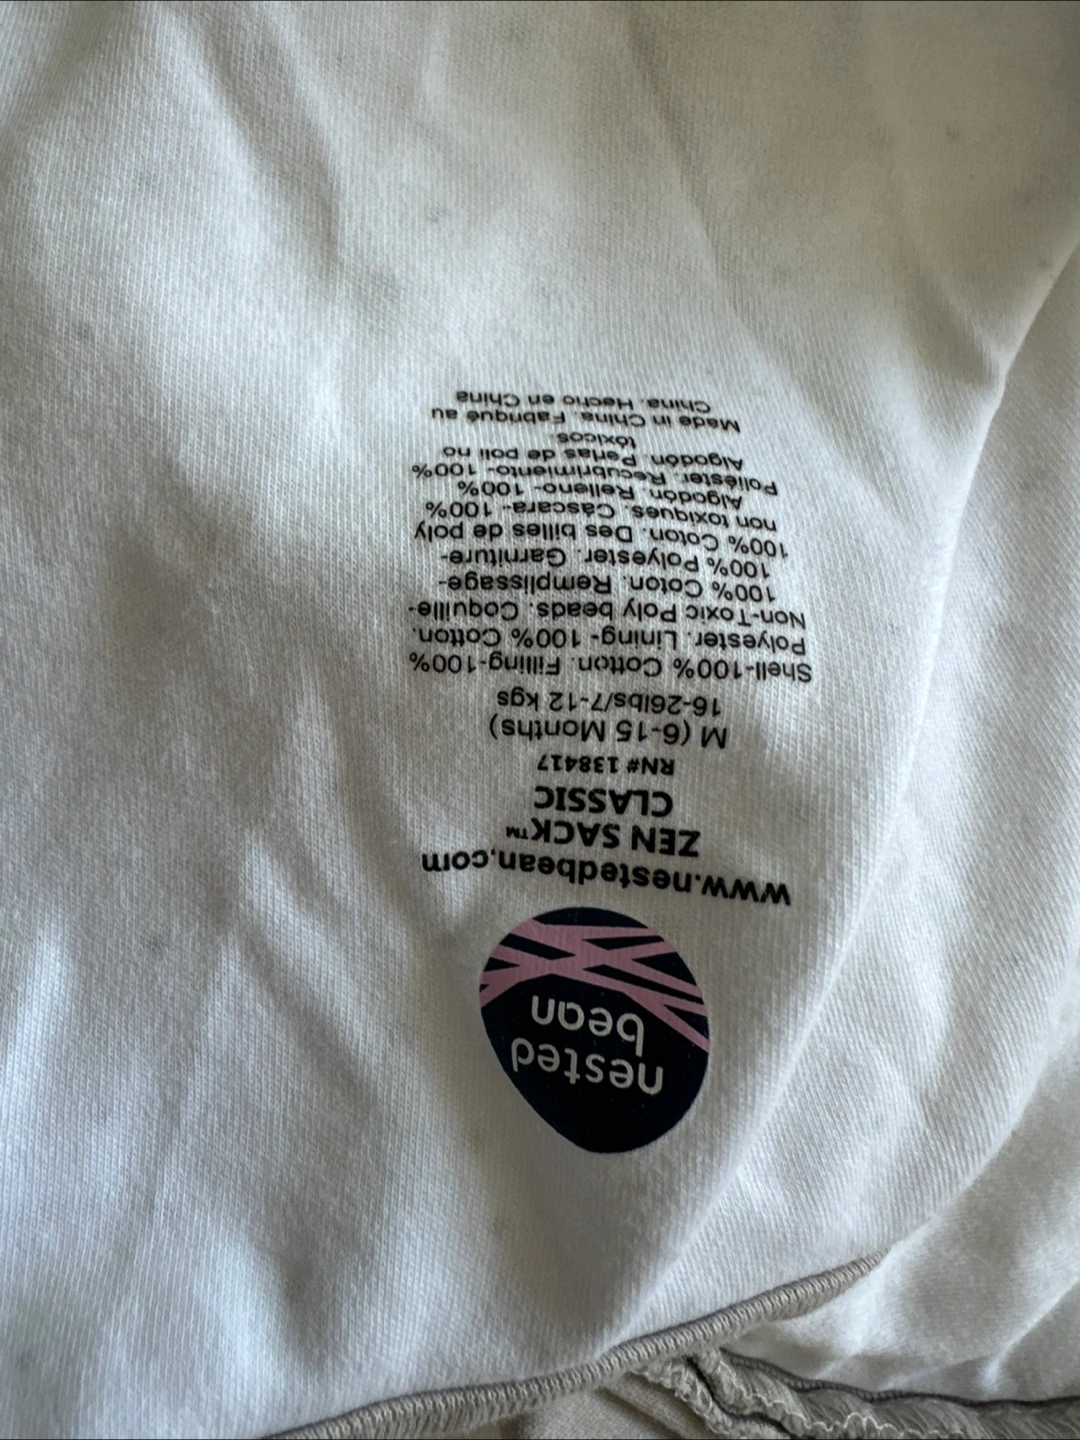 nested
bean
www.nestedbean.com
ZEN SACK™
CLASSIC
RN# 138417
M (6-15 Months)
16-26lbs/7-12 kgs
Shell-100% Cotton. Filling-100%
Polyester. Lining- 100% Cotton.
Non-Toxic Poly beads. Coquille-
100% Coton. Remplissage-
100% Polyester. Garniture-
100% Coton. Des billes de poly
non toxiques. Cáscara- 100%
Algodón. Relleno- 100%
Poliéster. Recubrimiento- 100%
Algodón. Perlas de poli no
tóxicos.
Made in China. Fabriqué au
China. Hecho en China